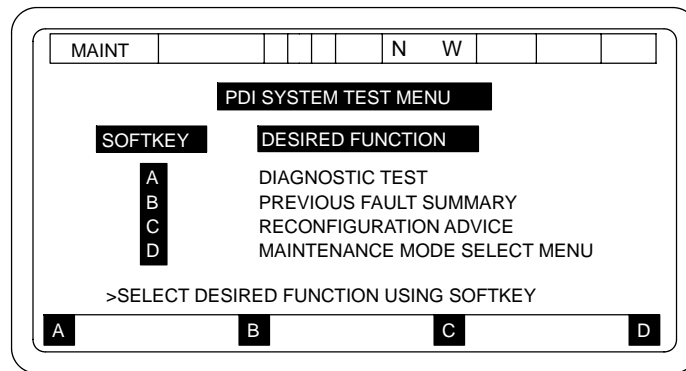 MAINT N W
PDI SYSTEM TEST MENU
SOFTKEY DESIRED FUNCTION
A DIAGNOSTIC TEST
B PREVIOUS FAULT SUMMARY
C RECONFIGURATION ADVICE
D MAINTENANCE MODE SELECT MENU
>SELECT DESIRED FUNCTION USING SOFTKEY
A B C D